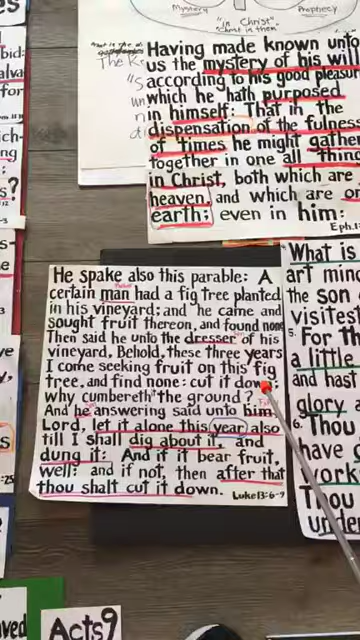 Mystery
Prophecy
"in Christ"
"Christ in them"
The
Having made known unto
us the mystery of his will
according to his good pleasure
which he hath purposed
in himself: That in the
dispensation of the fulness
of times he might gather
together in one all things
in Christ, both which are
heaven, and which are on
earth; even in him:
Eph.1:
He spake also this parable: A
certain man had a fig tree planted
in his vineyard; and he came and
sought fruit thereon, and found none
Then said he unto the dresser of his
vineyard, Behold, these three years
I come seeking fruit on this fig
tree, and find none: cut it down
why cumbereth the ground?
And he answering said unto him
Lord, let it alone this year also
till I shall dig about it, and
dung it: And if it bear fruit,
well: and if not, then after that
thou shalt cut it down.
Luke 13:6-9
What is
art mind
the son
visitest
5. For th
a little
and hast
glory
6. Thou
have
work
Thou
under
Acts 9